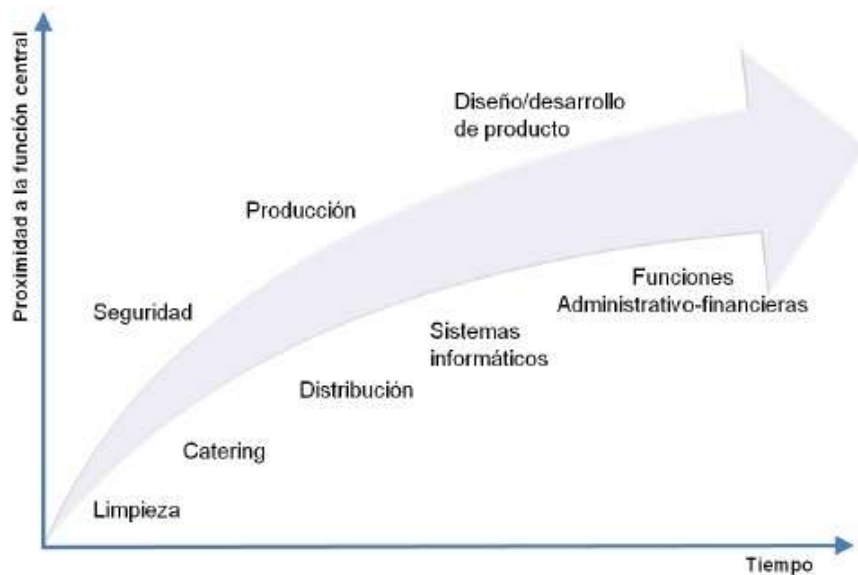 Proximidad a la función central
Diseño/desarrollo
de producto
Producción
Seguridad
Funciones
Administrativo-financieras
Sistemas
informáticos
Distribución
Catering
Limpieza
Tiempo